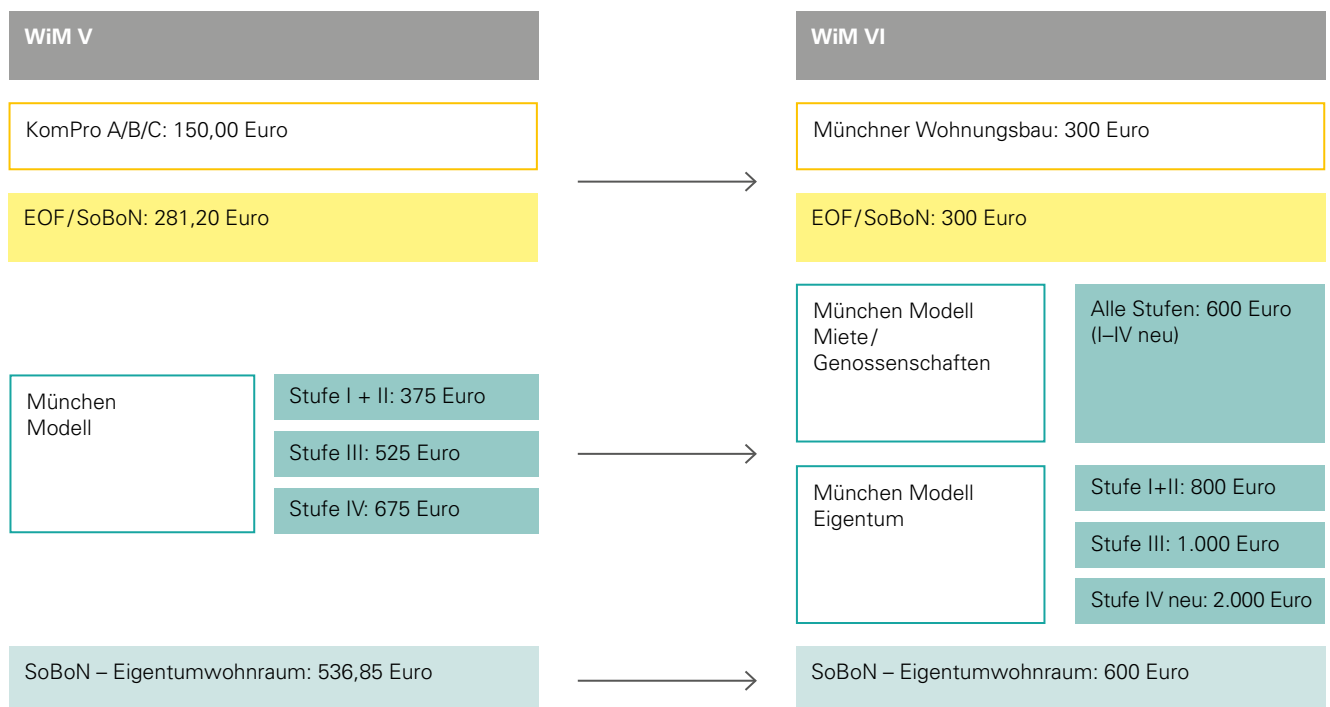 WiM V
KomPro A/B/C: 150,00 Euro
EOF/SoBoN: 281,20 Euro
München
Modell
Stufe I + II: 375 Euro
Stufe III: 525 Euro
Stufe IV: 675 Euro
SoBoN – Eigentumwohnraum: 536,85 Euro
WiM VI
Münchner Wohnungsbau: 300 Euro
EOF/SoBoN: 300 Euro
München Modell
Miete/
Genossenschaften
Alle Stufen: 600 Euro
(I–IV neu)
München Modell
Eigentum
Stufe I+II: 800 Euro
Stufe III: 1.000 Euro
Stufe IV neu: 2.000 Euro
SoBoN – Eigentumwohnraum: 600 Euro